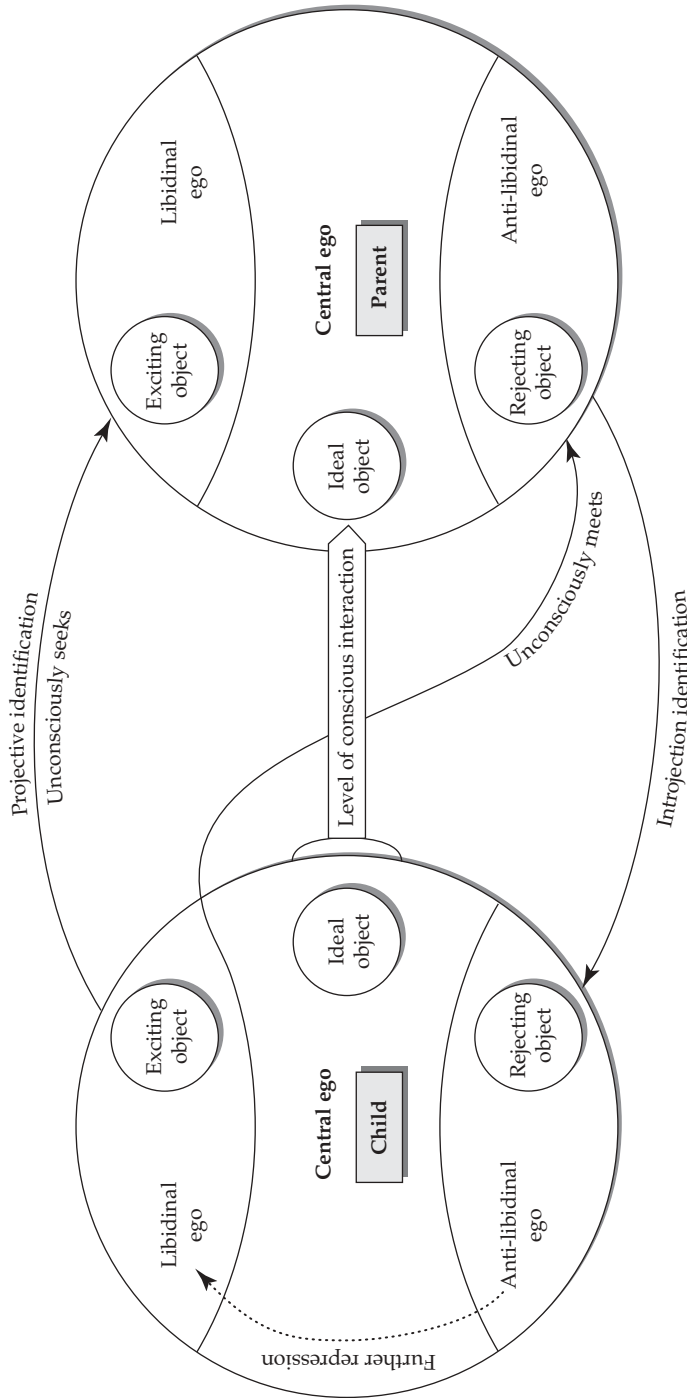 Projective identification
Unconsciously seeks
Libidinal
ego
Exciting
object
Further repression
Central ego
Child
Ideal
object
Anti-libidinal
ego
Rejecting
object
Level of conscious interaction
Unconsciously meets
Exciting
object
Libidinal
ego
Ideal
object
Central ego
Parent
Rejecting
object
Anti-libidinal
ego
Introjection identification